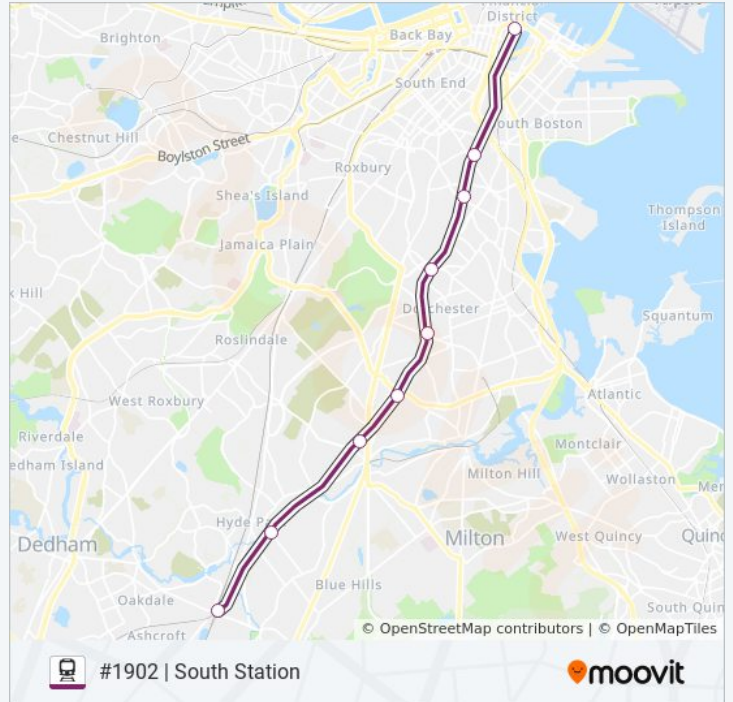 District
Brighton
Back Bay
South End
South Boston
Chestnut Hill
Boylston Street
Roxbury
Shea's Island
Thompson
Island
Jamaica Plain
k Hill
Dorchester
Squantum
Roslindale
West Roxbury
Atlantic
Riverdale
edham Island
Montclair
Milton Hill
Wollaston
Mer
Hyde Pa
Dedham
Milton
West Quincy
Quinc
Blue Hills
Oakdale
South Quin
Ashcroft
© OpenStreetMap contributors | © OpenMapTiles
#1902 | South Station
moovit